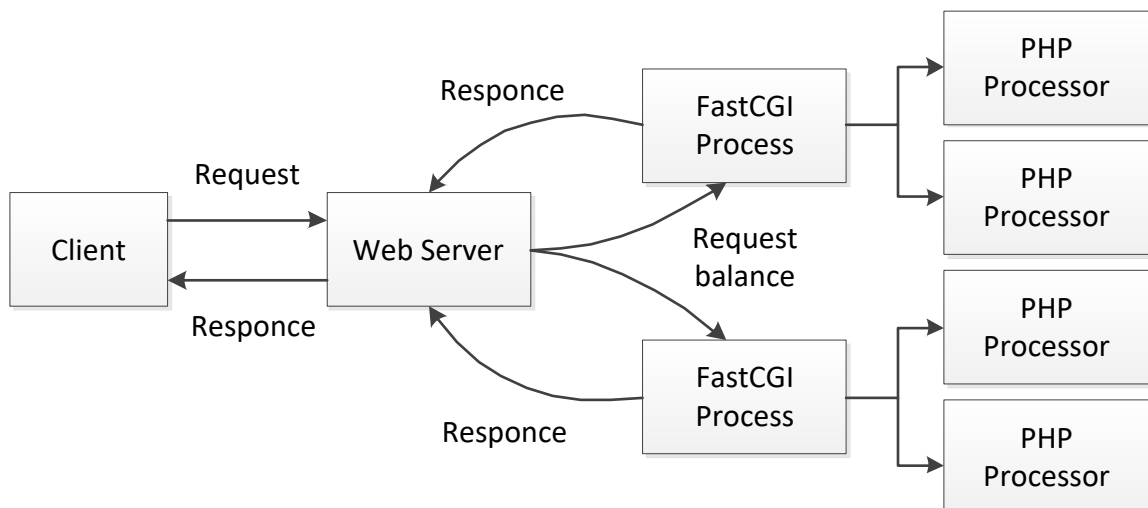 Request
Client
Responce
Web Server
Responce
Request
balance
Responce
FastCGI
Process
FastCGI
Process
PHP
Processor
PHP
Processor
PHP
Processor
PHP
Processor